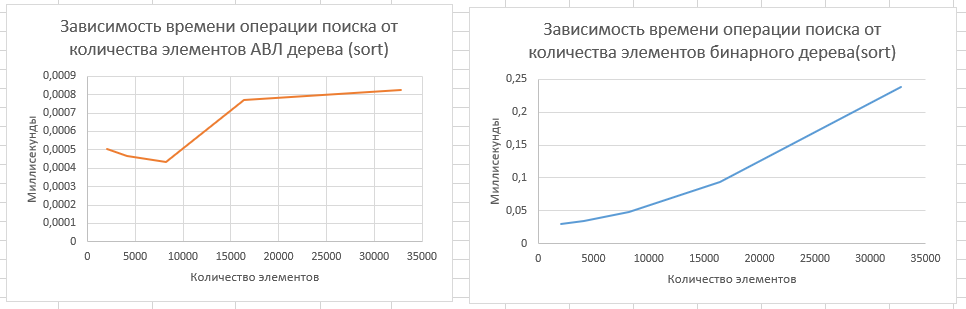 Зависимость времени операции поиска от
количества элементов АВЛ дерева (sort)
Миллисекунды
0,0009
0,0008
0,0007
0,0006
0,0005
0,0004
0,0003
0,0002
0,0001
0
0 5000 10000 15000 20000 25000 30000 35000
Количество элементов
Зависимость времени операции поиска от
количества элементов бинарного дерева(sort)
Миллисекунды
0,25
0,2
0,15
0,1
0,05
0
0 5000 10000 15000 20000 25000 30000 35000
Количество элементов